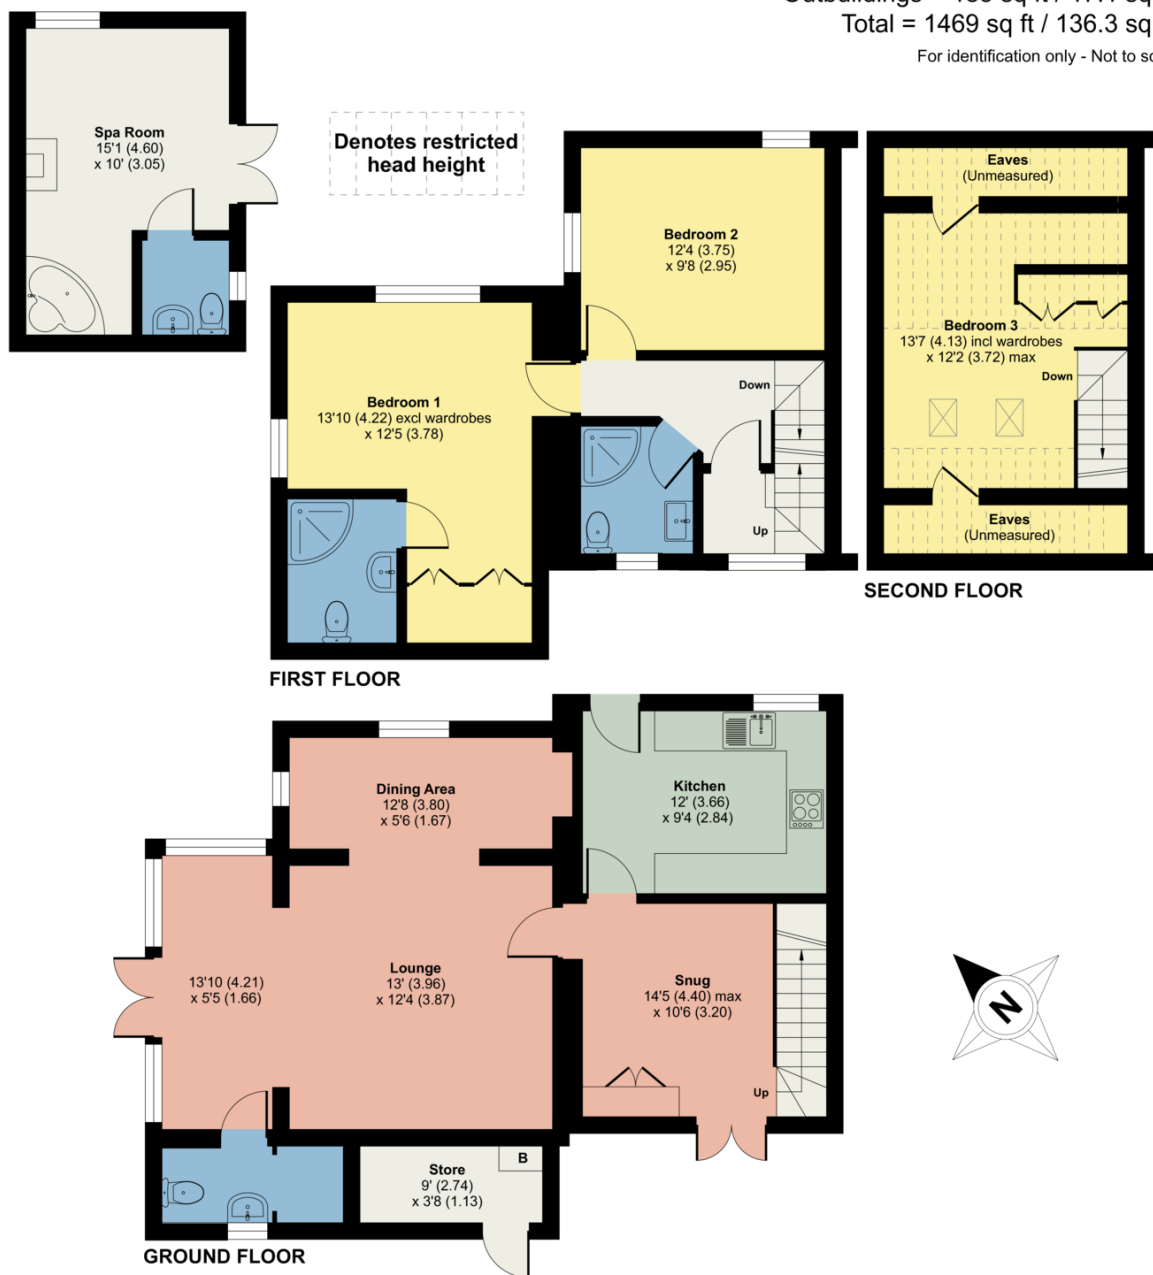 Total = 1469 sq ft / 136.3 sq
For identification only - Not to
Spa Room
15'1 (4.60)
x 10' (3.05)
Denotes restricted
head height
Bedroom 2
12'4 (3.75)
x 9'8 (2.95)
Eaves
(Unmeasured)
Bedroom 1
13'10 (4.22) excl wardrobes
x 12'5 (3.78)
Down
Up
Bedroom 3
13'7 (4.13) incl wardrobes
x 12'2 (3.72) max
Down
Eaves
(Unmeasured)
SECOND FLOOR
FIRST FLOOR
Dining Area
12'8 (3.80)
x 5'6 (1.67)
Kitchen
12' (3.66)
x 9'4 (2.84)
13'10 (4.21)
x 5'5 (1.66)
Lounge
13' (3.96)
x 12'4 (3.87)
Snug
14'5 (4.40) max
x 10'6 (3.20)
Up
N
Store
9' (2.74)
x 3'8 (1.13)
B
GROUND FLOOR